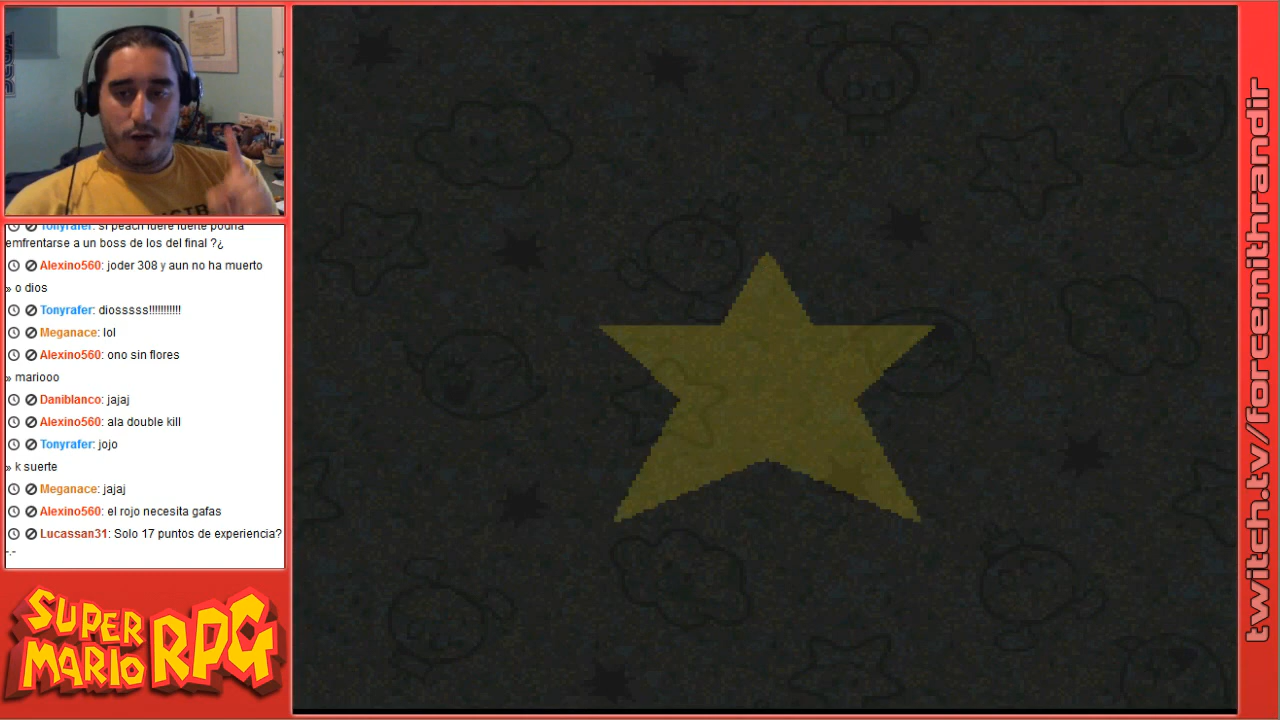 Tonyrafer: si peach fuere fuerte podria
emfrentarse a un boss de los del final ?¿
Alexino560: joder 308 y aun no ha muerto
» o dios
Tonyrafer: diosssss!!!!!!!!!!!
Meganace: lol
Alexino560: ono sin flores
» mariooo
Daniblanco: jajaj
Alexino560: ala double kill
Tonyrafer: jojo
» k suerte
Meganace: jajaj
Alexino560: el rojo necesita gafas
Lucassan31: Solo 17 puntos de experiencia?
-.-
SUPER
MARIO RPG
twitch.tv/forcemithrandir